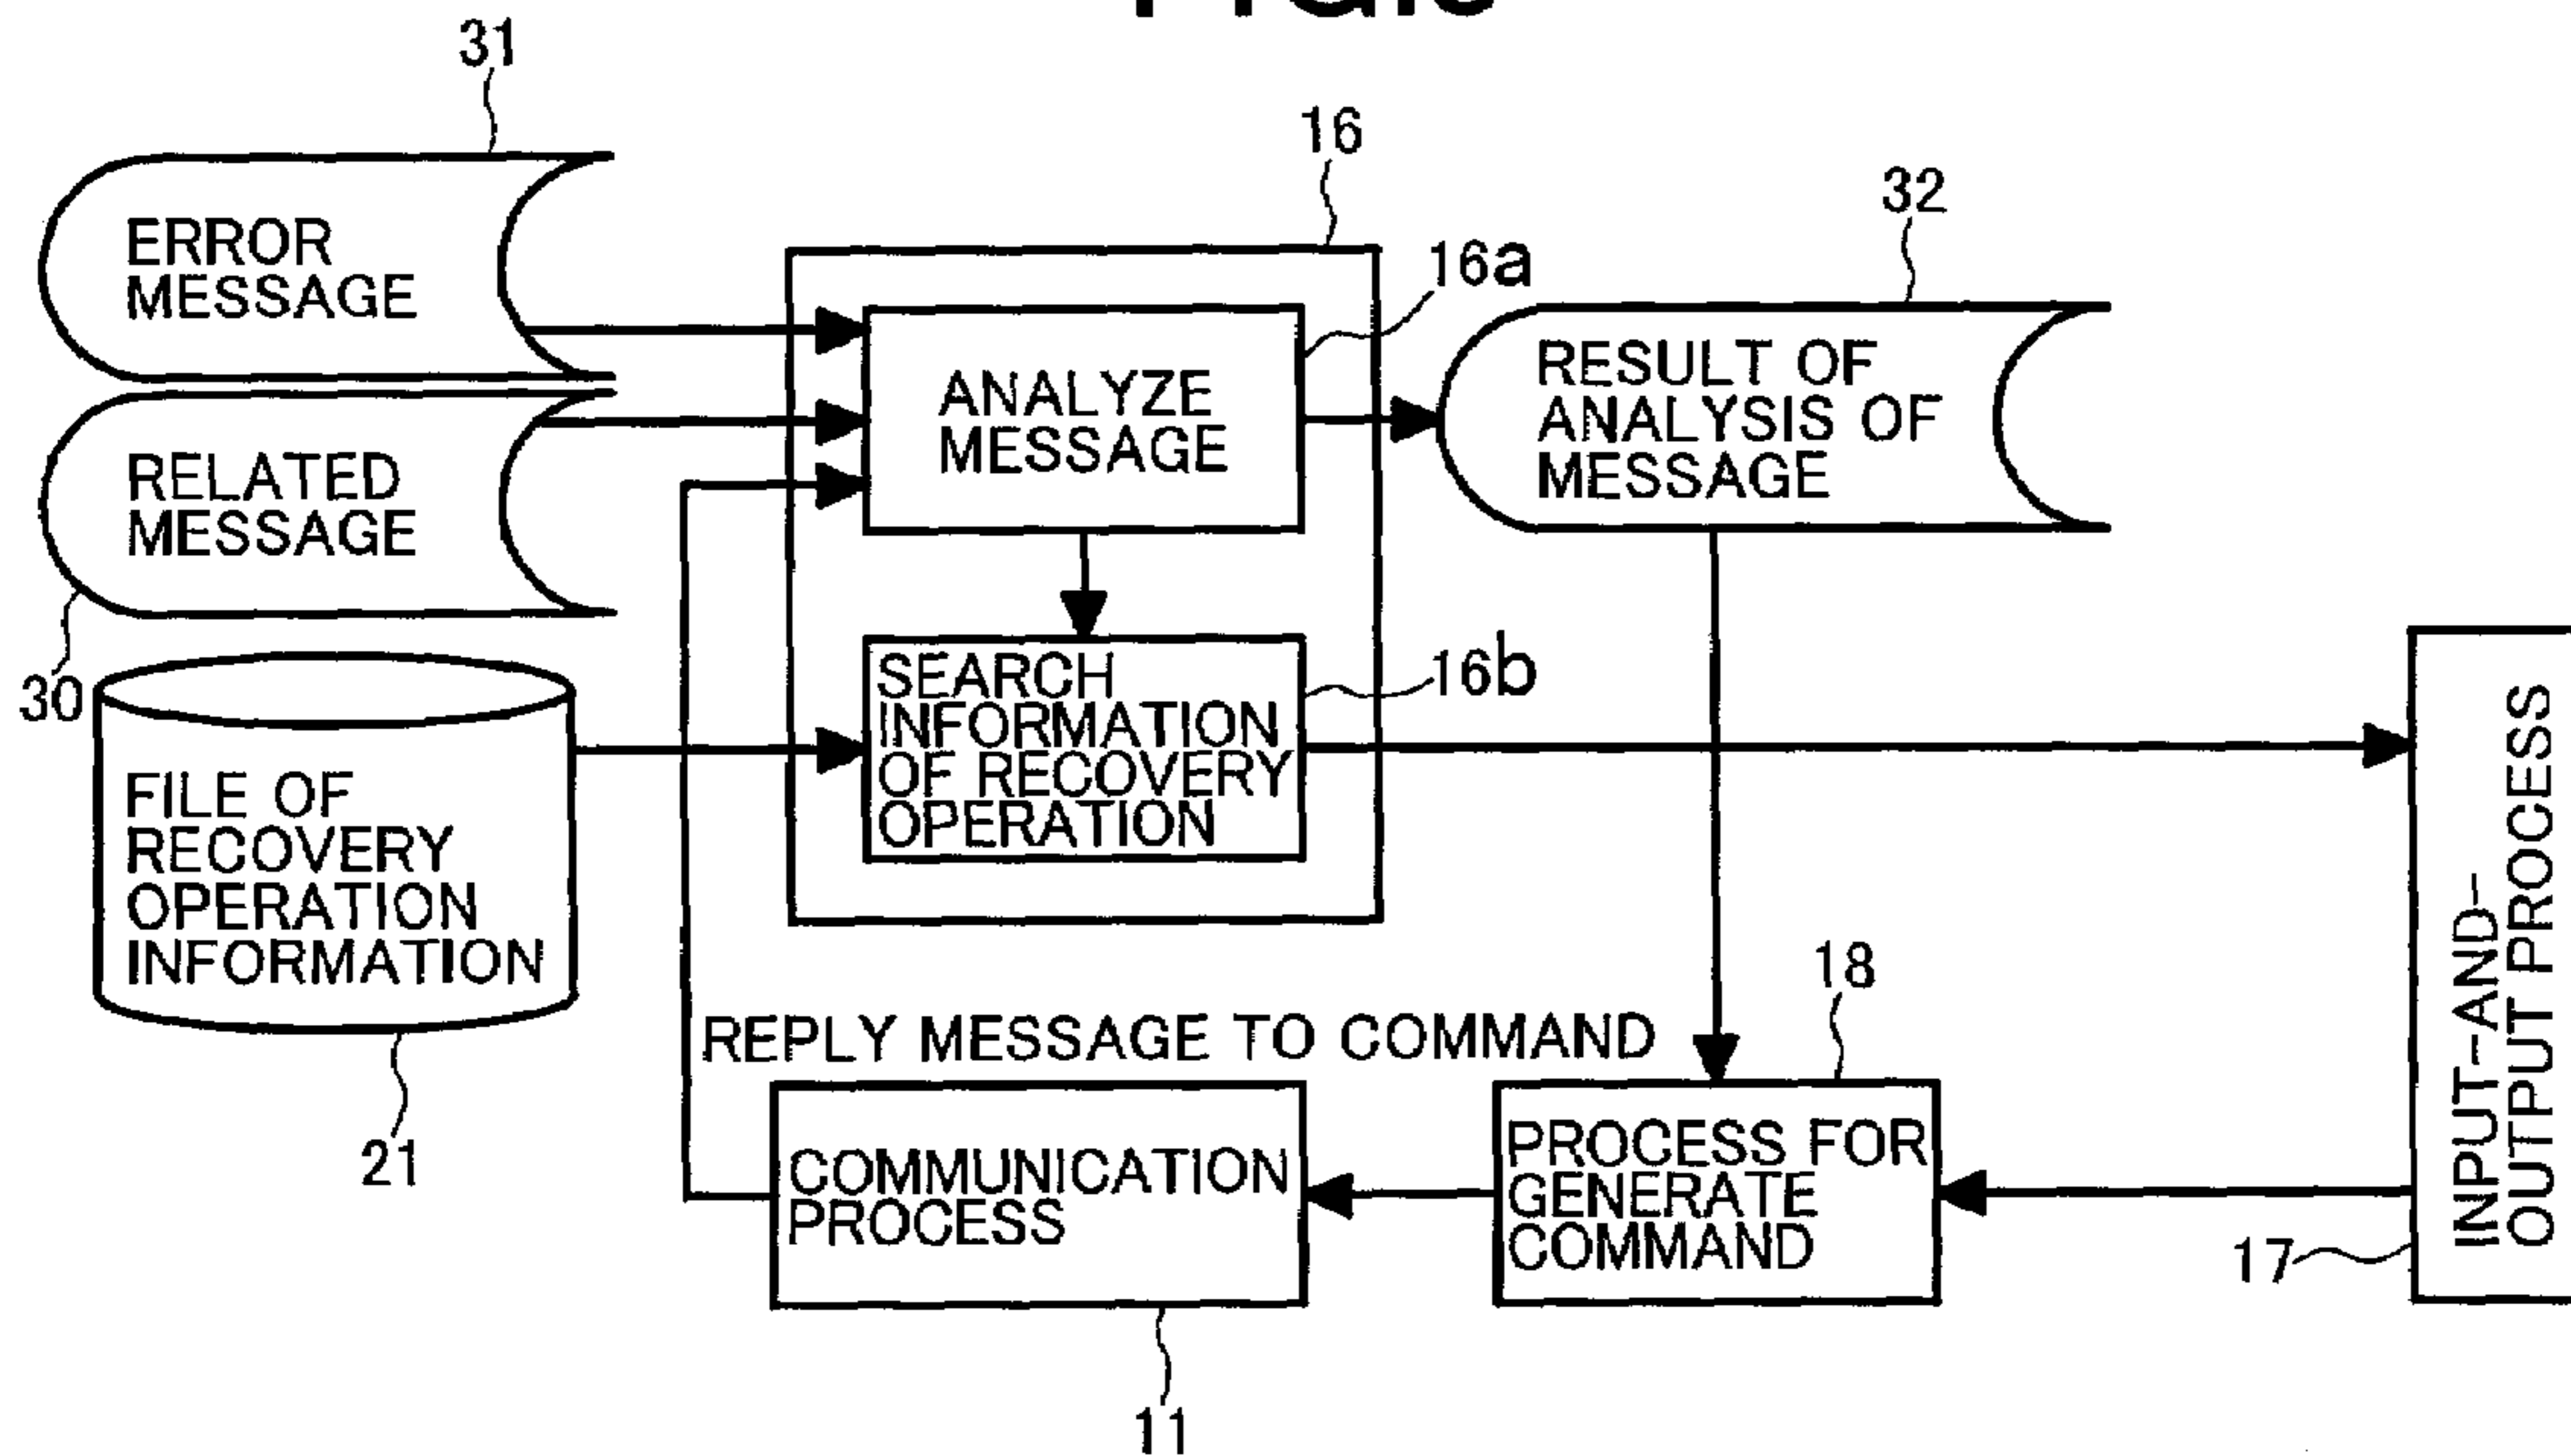 31
16
32
16a
ERROR
MESSAGE
ANALYZE
MESSAGE
RESULT OF
ANALYSIS OF
MESSAGE
RELATED
MESSAGE
30
SEARCH
INFORMATION
OF RECOVERY
OPERATION
16b
FILE OF
RECOVERY
OPERATION
INFORMATION
21
INPUT-AND-
OUTPUT PROCESS
17
18
REPLY MESSAGE TO COMMAND
COMMUNICATION
PROCESS
PROCESS FOR
GENERATE
COMMAND
11